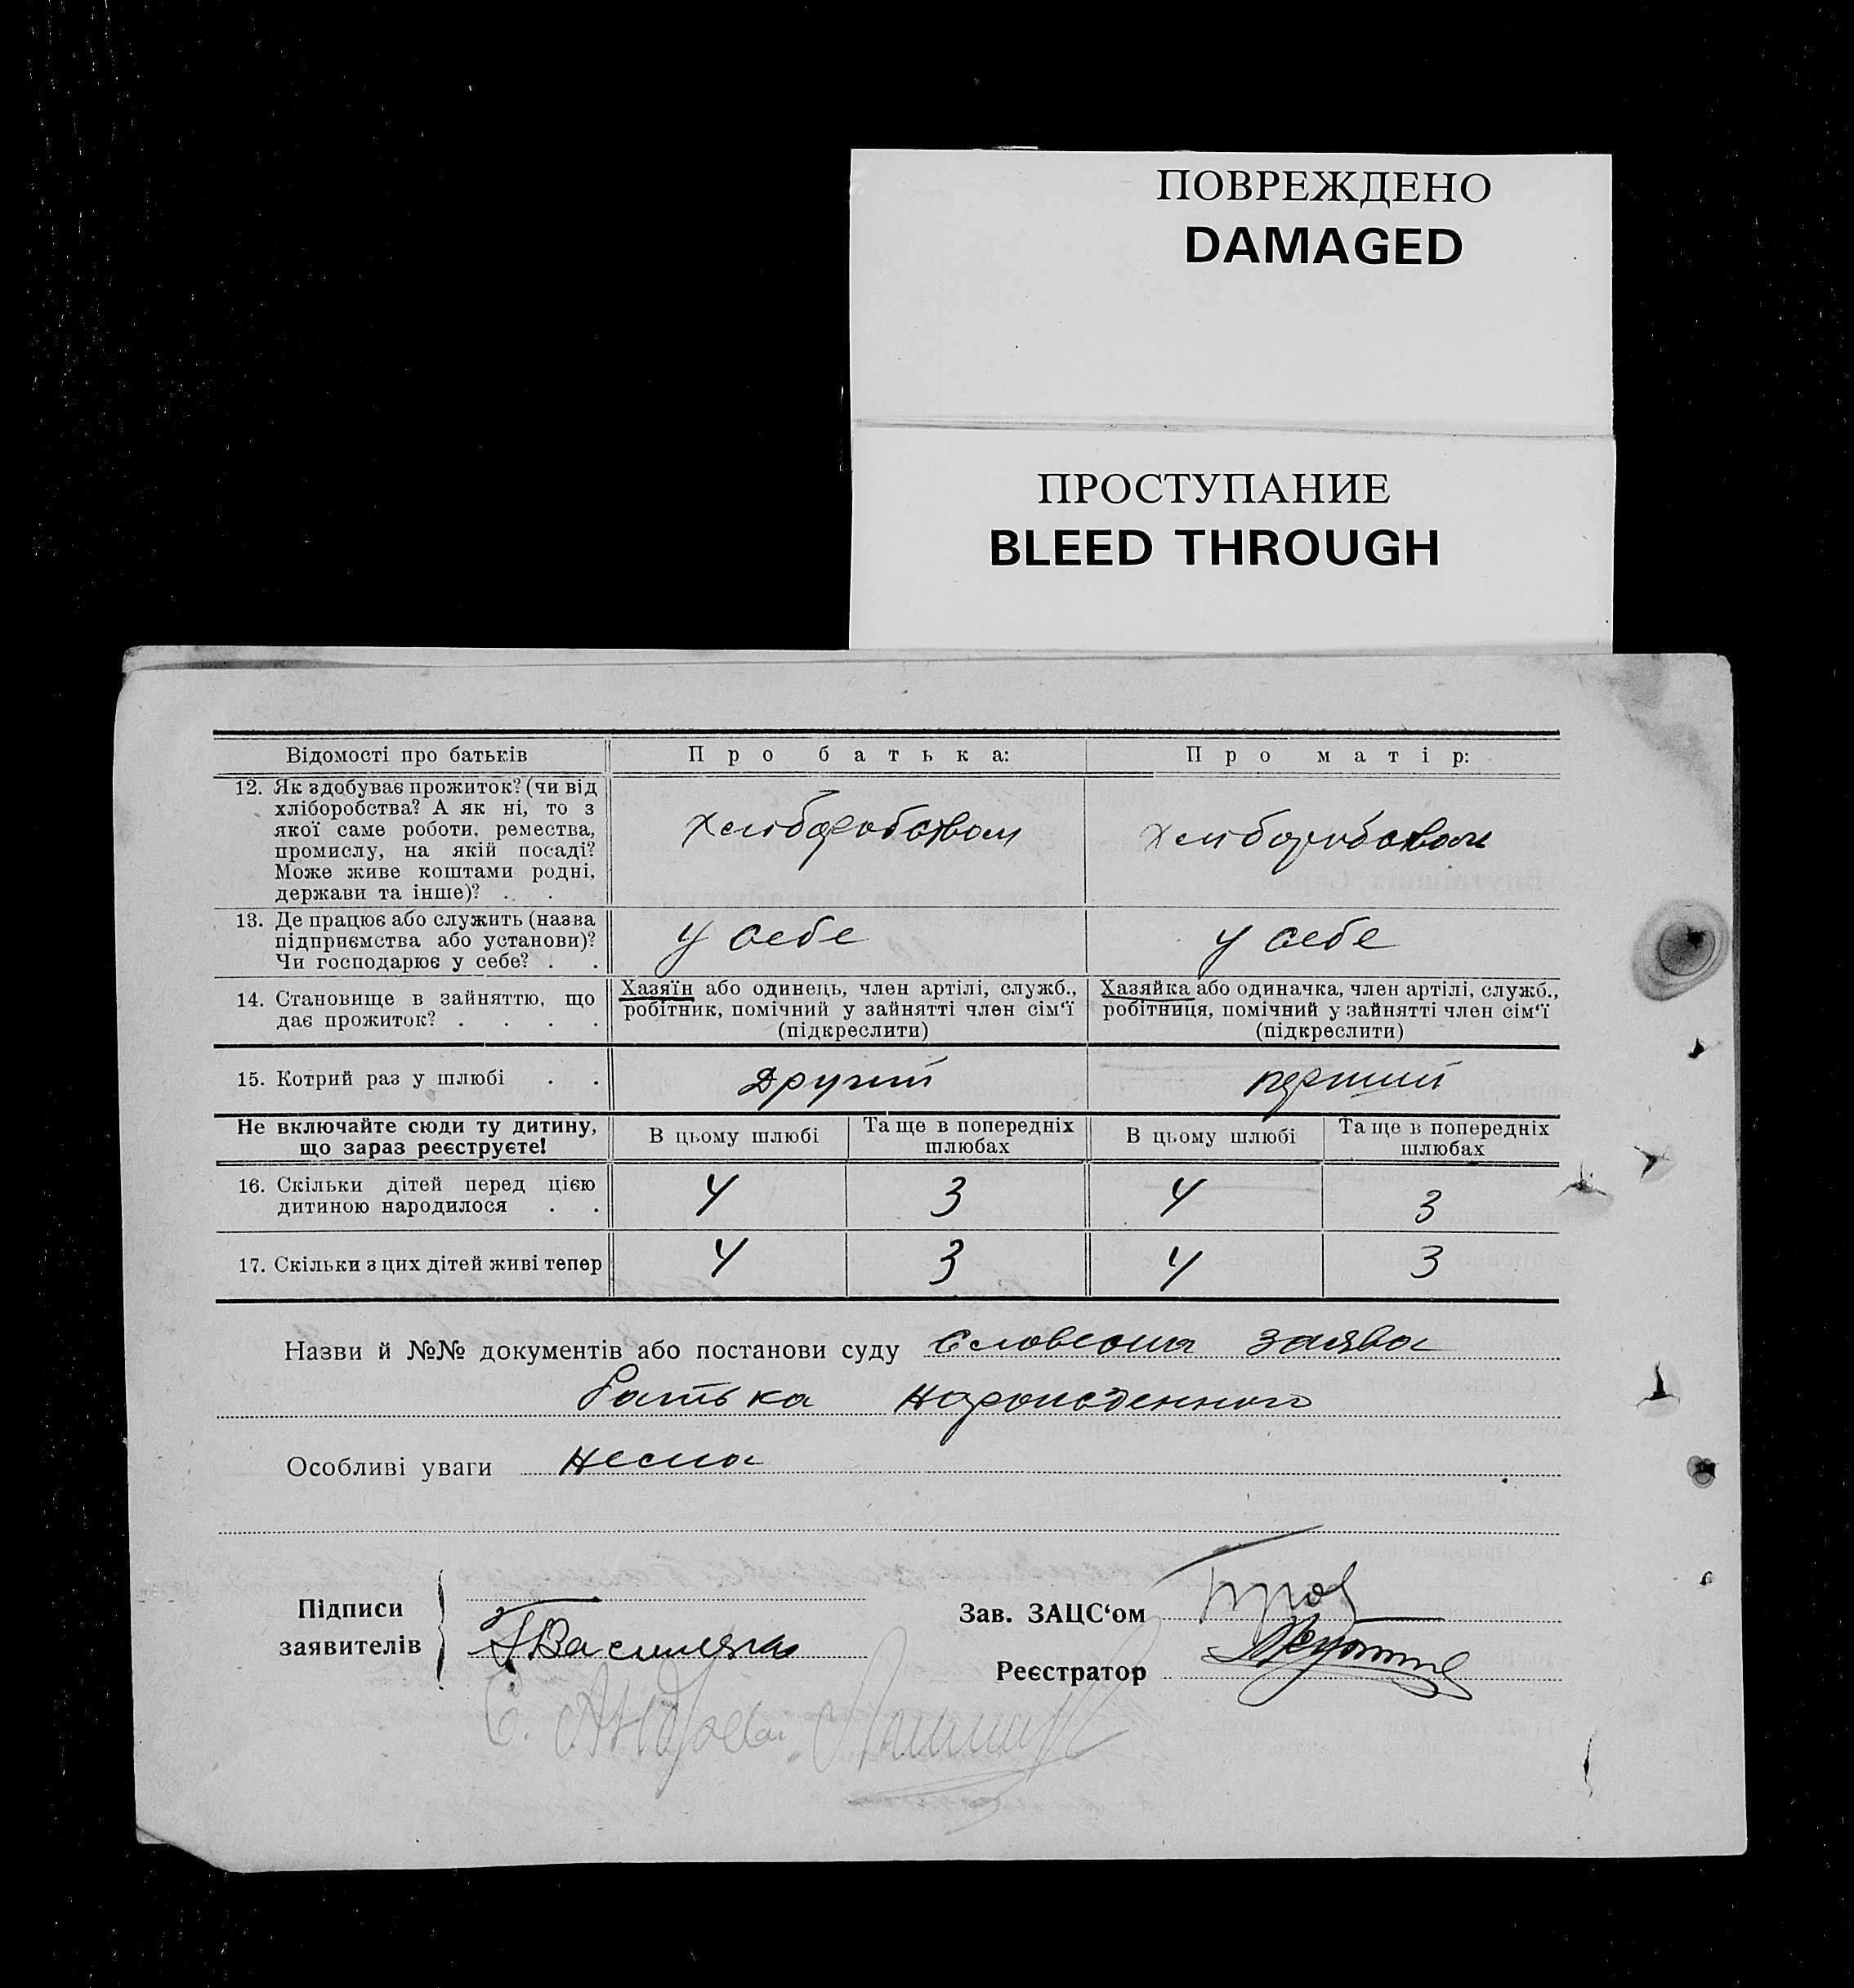 ПОВРЕЖДЕНО
DAMAGED
ПРОСТУПАНИЕ
BLEED THROUGH
Відомості про батьків
Про батька:
Про матір:
12. Як здобуває прожиток? (чи від
хліборобства? А як ні, то з
якої саме роботи, ремества,
промислу, на якій посаді?
Може живе коштами родні,
держави та інше)? . .
хліборобством
хліборобством
13. Де працює або служить (назва
підприємства або установи)?
Чи господарює у себе? . .
у себе
у себе
14. Становище в зайняттю, що
дає прожиток? . . . .
Хазяїн або одинець, член артілі, служб.,
робітник, помічний у зайнятті член сім‘ї
(підкреслити)
Хазяйка або одиначка, член артілі, служб.,
робітниця, помічний у зайнятті член сім‘ї
(підкреслити)
15. Котрий раз у шлюбі . .
другий
перший
Не включайте сюди ту дитину,
що зараз реєструєте!
В цьому шлюбі
Та ще в попередніх
шлюбах
В цьому шлюбі
Та ще в попередніх
шлюбах
16. Скільки дітей перед цією
дитиною народилося . .
4
3
4
3
17. Скільки з цих дітей живі тепер
4
3
4
3
Назви й №№ документів або постанови суду словесна заява
батька народженного
Особливі уваги нема
Підписи
заявителів
Зав. ЗАЦС‘ом
Реєстратор